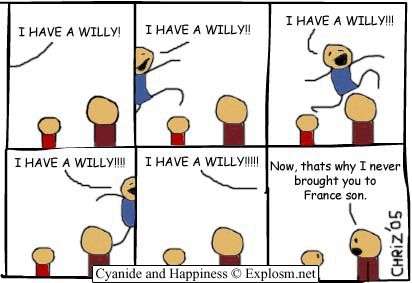 I HAVE A WILLY!
I HAVE A WILLY!!
I HAVE A WILLY!!!
I HAVE A WILLY!!!!
I HAVE A WILLY!!!!!
Now, thats why I never
brought you to
France son.
CHRIZ'05
Cyanide and Happiness © Explosm.net